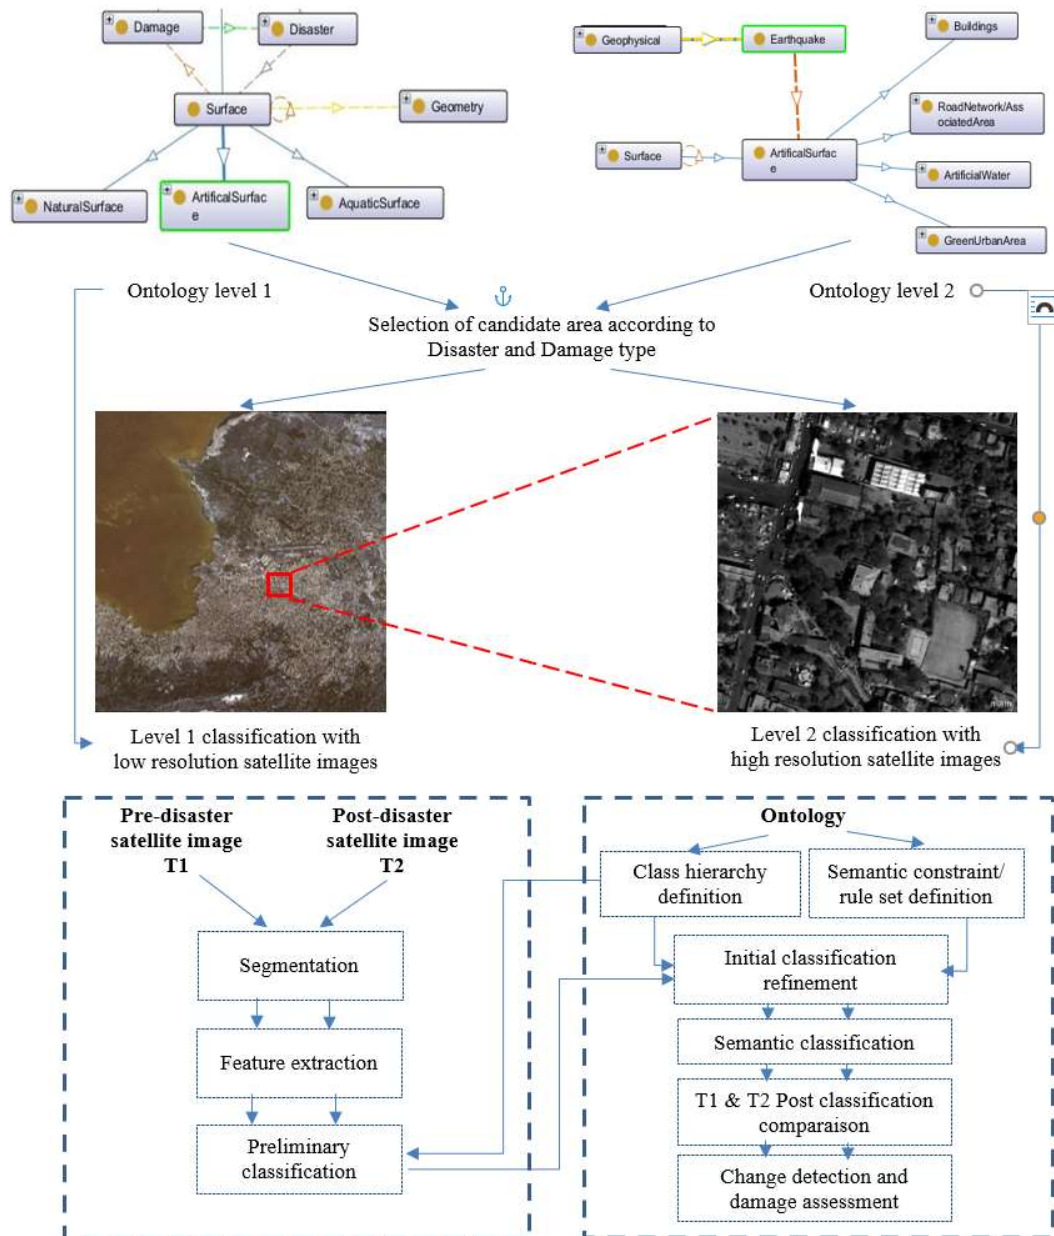 Damage
Disaster
Surface
Geometry
NaturalSurface
ArtificalSurfac
e
AquaticSurface
Geophysical
Earthquake
Buildings
RoadNetwork/Ass
ociatedArea
Surface
ArtificalSurfac
e
ArtificialWater
GreenUrbanArea
Ontology level 1
Ontology level 2
Selection of candidate area according to
Disaster and Damage type
Level 1 classification with
low resolution satellite images
Level 2 classification with
high resolution satellite images
Pre-disaster
satellite image
T1
Post-disaster
satellite image
T2
Segmentation
Feature extraction
Preliminary
classification
Ontology
Class hierarchy
definition
Semantic constraint/
rule set definition
Initial classification
refinement
Semantic classification
T1 & T2 Post classification
comparaison
Change detection and
damage assessment